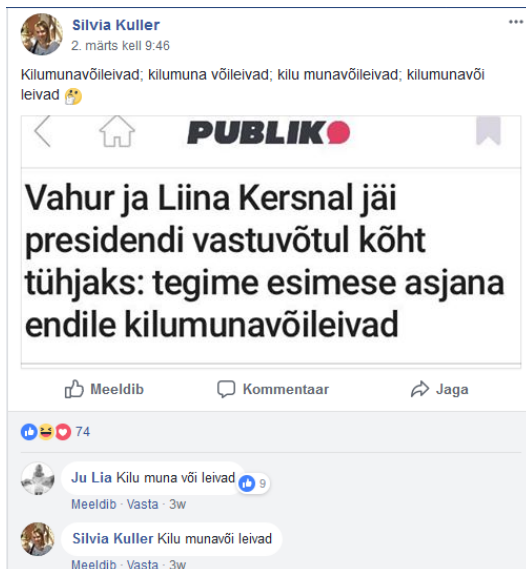 Silvia Kuller
2. märts kell 9:46
Kilumunavõileivad; kilumuna võileivad; kilu munavõileivad; kilumunavõi
leivad 🤔
PUBLIK
Vahur ja Liina Kersnal jäi
presidendi vastuvõtul kõht
tühjaks: tegime esimese asjana
endile kilumunavõileivad
Meeldib Kommentaar Jaga
74
Ju Lia Kilu muna või leivad 9
Meeldib · Vasta · 3w
Silvia Kuller Kilu munavõi leivad
Meeldib · Vasta · 3w